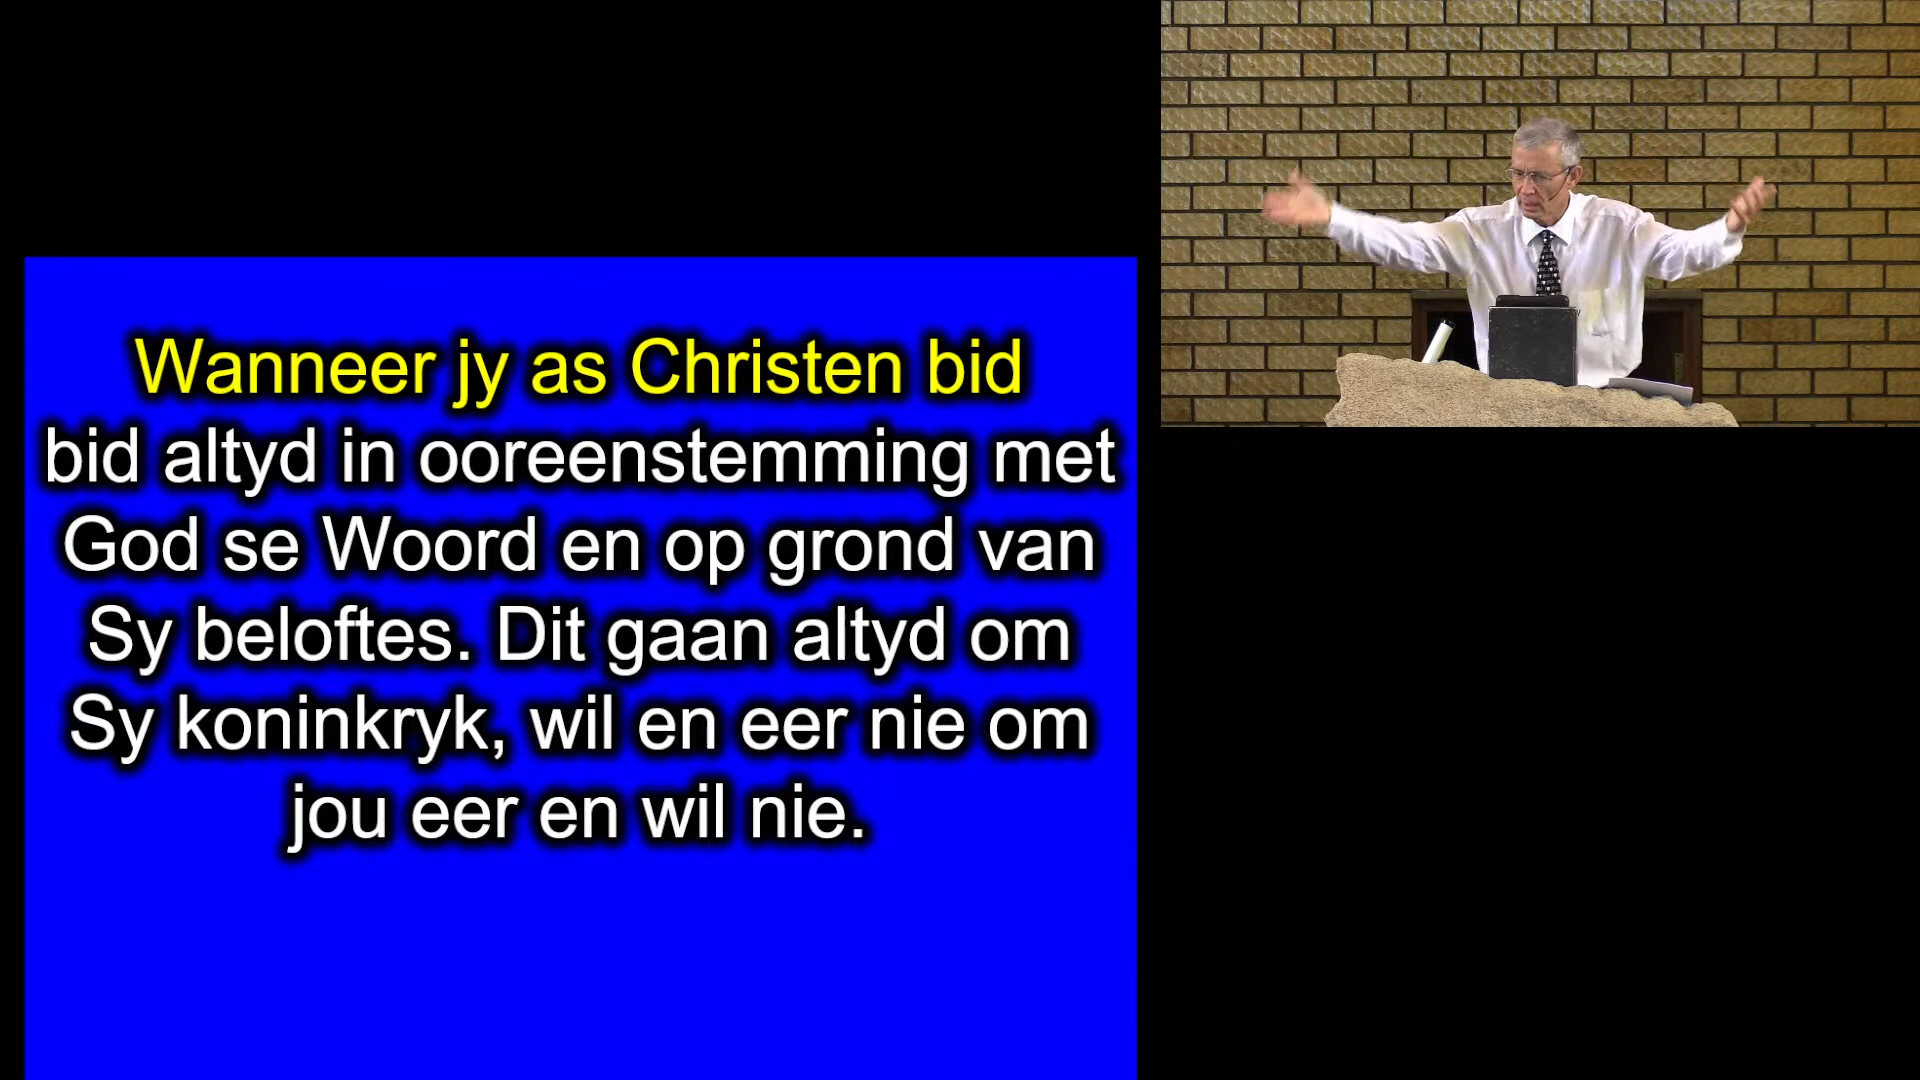 Wanneer jy as Christen bid
bid altyd in ooreenstemming met
God se Woord en op grond van
Sy beloftes. Dit gaan altyd om
Sy koninkryk, wil en eer nie om
jou eer en wil nie.